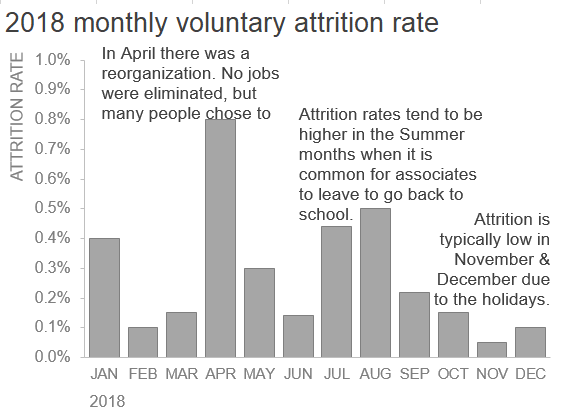 2018 monthly voluntary attrition rate
ATTRITION RATE
1.0%
0.9%
0.8%
0.7%
0.6%
0.5%
0.4%
0.3%
0.2%
0.1%
0.0%
In April there was a
reorganization. No jobs
were eliminated, but
many people chose to
Attrition rates tend to be
higher in the Summer
months when it is
common for associates
to leave to go back to
school.
Attrition is
typically low in
November &
December due
to the holidays.
JAN FEB MAR APR MAY JUN JUL AUG SEP OCT NOV DEC
2018